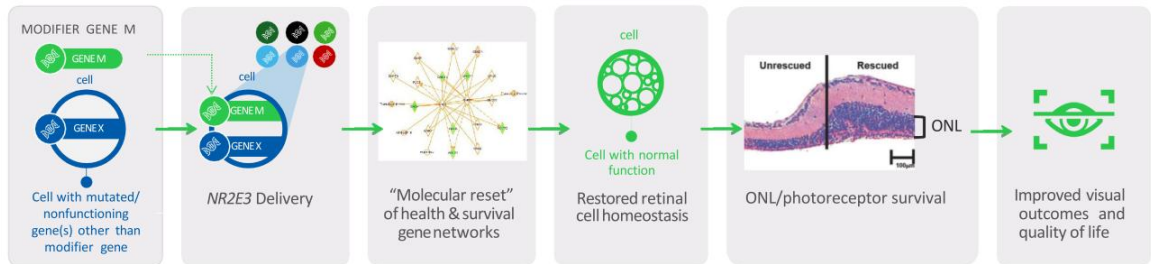 MODIFIER GENE M
GENE M
cell
GENE X
Cell with mutated/
nonfunctioning
gene(s) other than
modifier gene
cell
GENE M
GENE X
NR2E3 Delivery
“Molecular reset”
of health & survival
gene networks
cell
Cell with normal
function
Restored retinal
cell homeostasis
Unrescued
Rescued
ONL
100µm
ONL/photoreceptor survival
Improved visual
outcomes and
quality of life